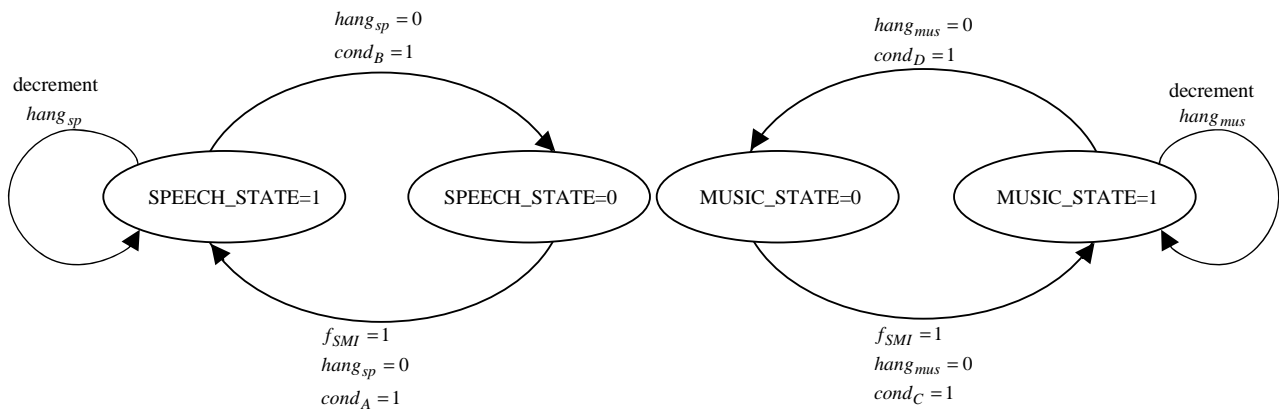 hang_sp = 0
cond_B = 1
decrement
hang_sp
SPEECH_STATE=1
SPEECH_STATE=0
f_SMI = 1
hang_sp = 0
cond_A = 1
hang_mus = 0
cond_D = 1
decrement
hang_mus
MUSIC_STATE=0
MUSIC_STATE=1
f_SMI = 1
hang_mus = 0
cond_C = 1